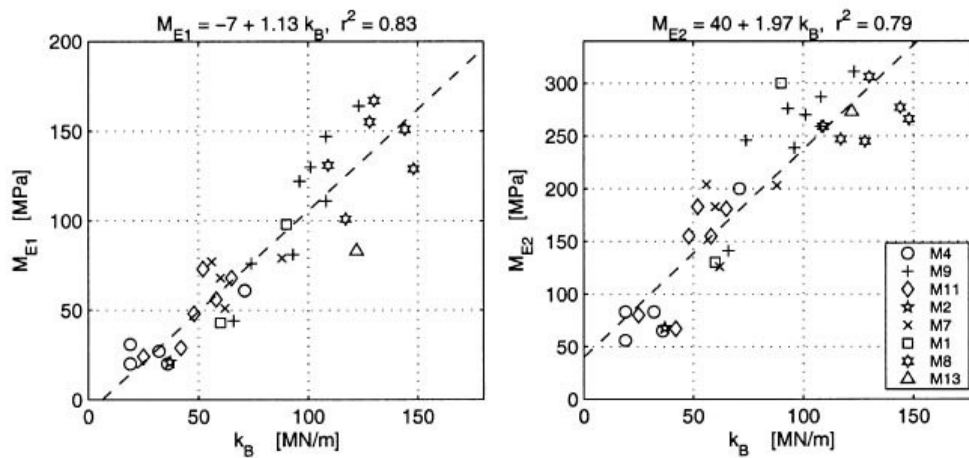 M_E1 = −7 + 1.13 k_B, r² = 0.83
200
150
100
50
0
M_E1 [MPa]
0 50 100 150
k_B [MN/m]
M_E2 = 40 + 1.97 k_B, r² = 0.79
300
250
200
150
100
50
0
M_E2 [MPa]
0 50 100 150
k_B [MN/m]
M4
M9
M11
M2
M7
M1
M8
M13